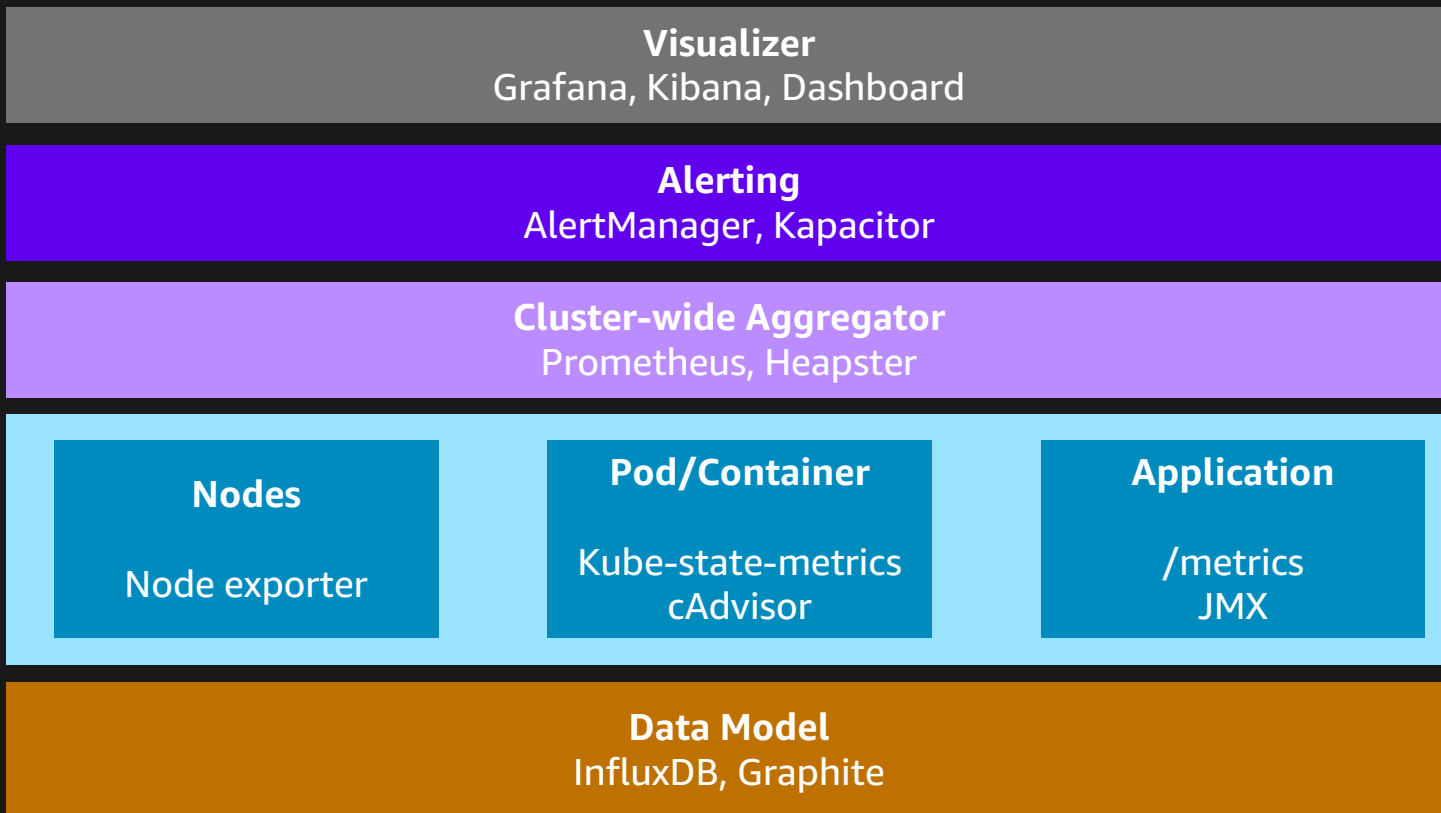 Visualizer
Grafana, Kibana, Dashboard
Alerting
AlertManager, Kapacitor
Cluster-wide Aggregator
Prometheus, Heapster
Nodes
Node exporter
Pod/Container
Kube-state-metrics
cAdvisor
Application
/metrics
JMX
Data Model
InfluxDB, Graphite